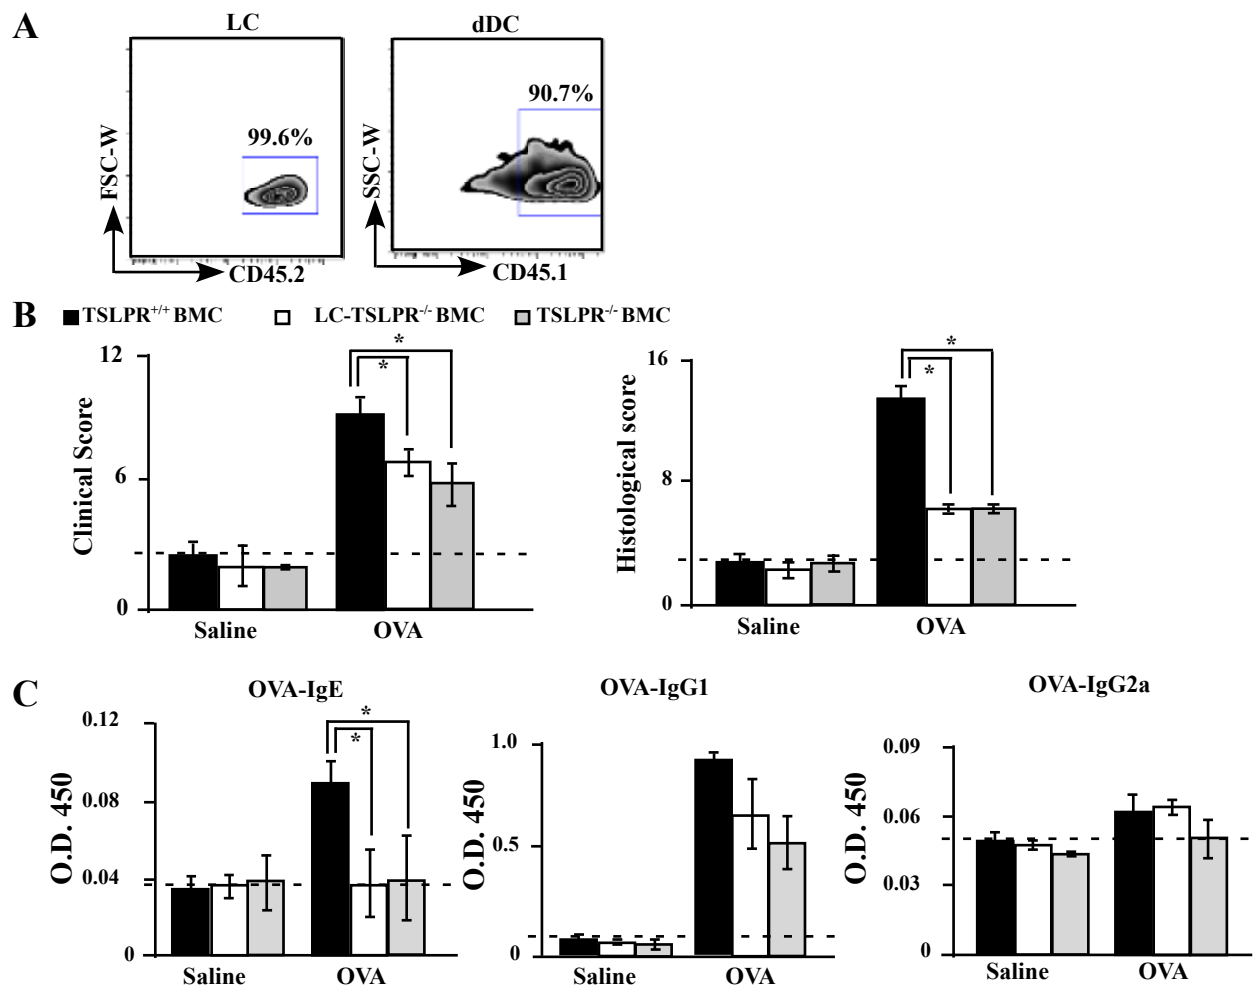 A
LC
dDC
99.6%
90.7%
FSC-W
SSC-W
CD45.2
CD45.1
B
TSLPR+/+ BMC
LC-TSLPR-/- BMC
TSLPR-/- BMC
12
6
0
Clinical Score
*
*
Saline
OVA
16
8
0
Histological score
*
*
Saline
OVA
C
OVA-IgE
OVA-IgG1
OVA-IgG2a
0.12
0.08
0.04
0
O.D. 450
*
*
Saline
OVA
1.0
0.5
0
O.D. 450
Saline
OVA
0.09
0.06
0.03
0
O.D. 450
Saline
OVA